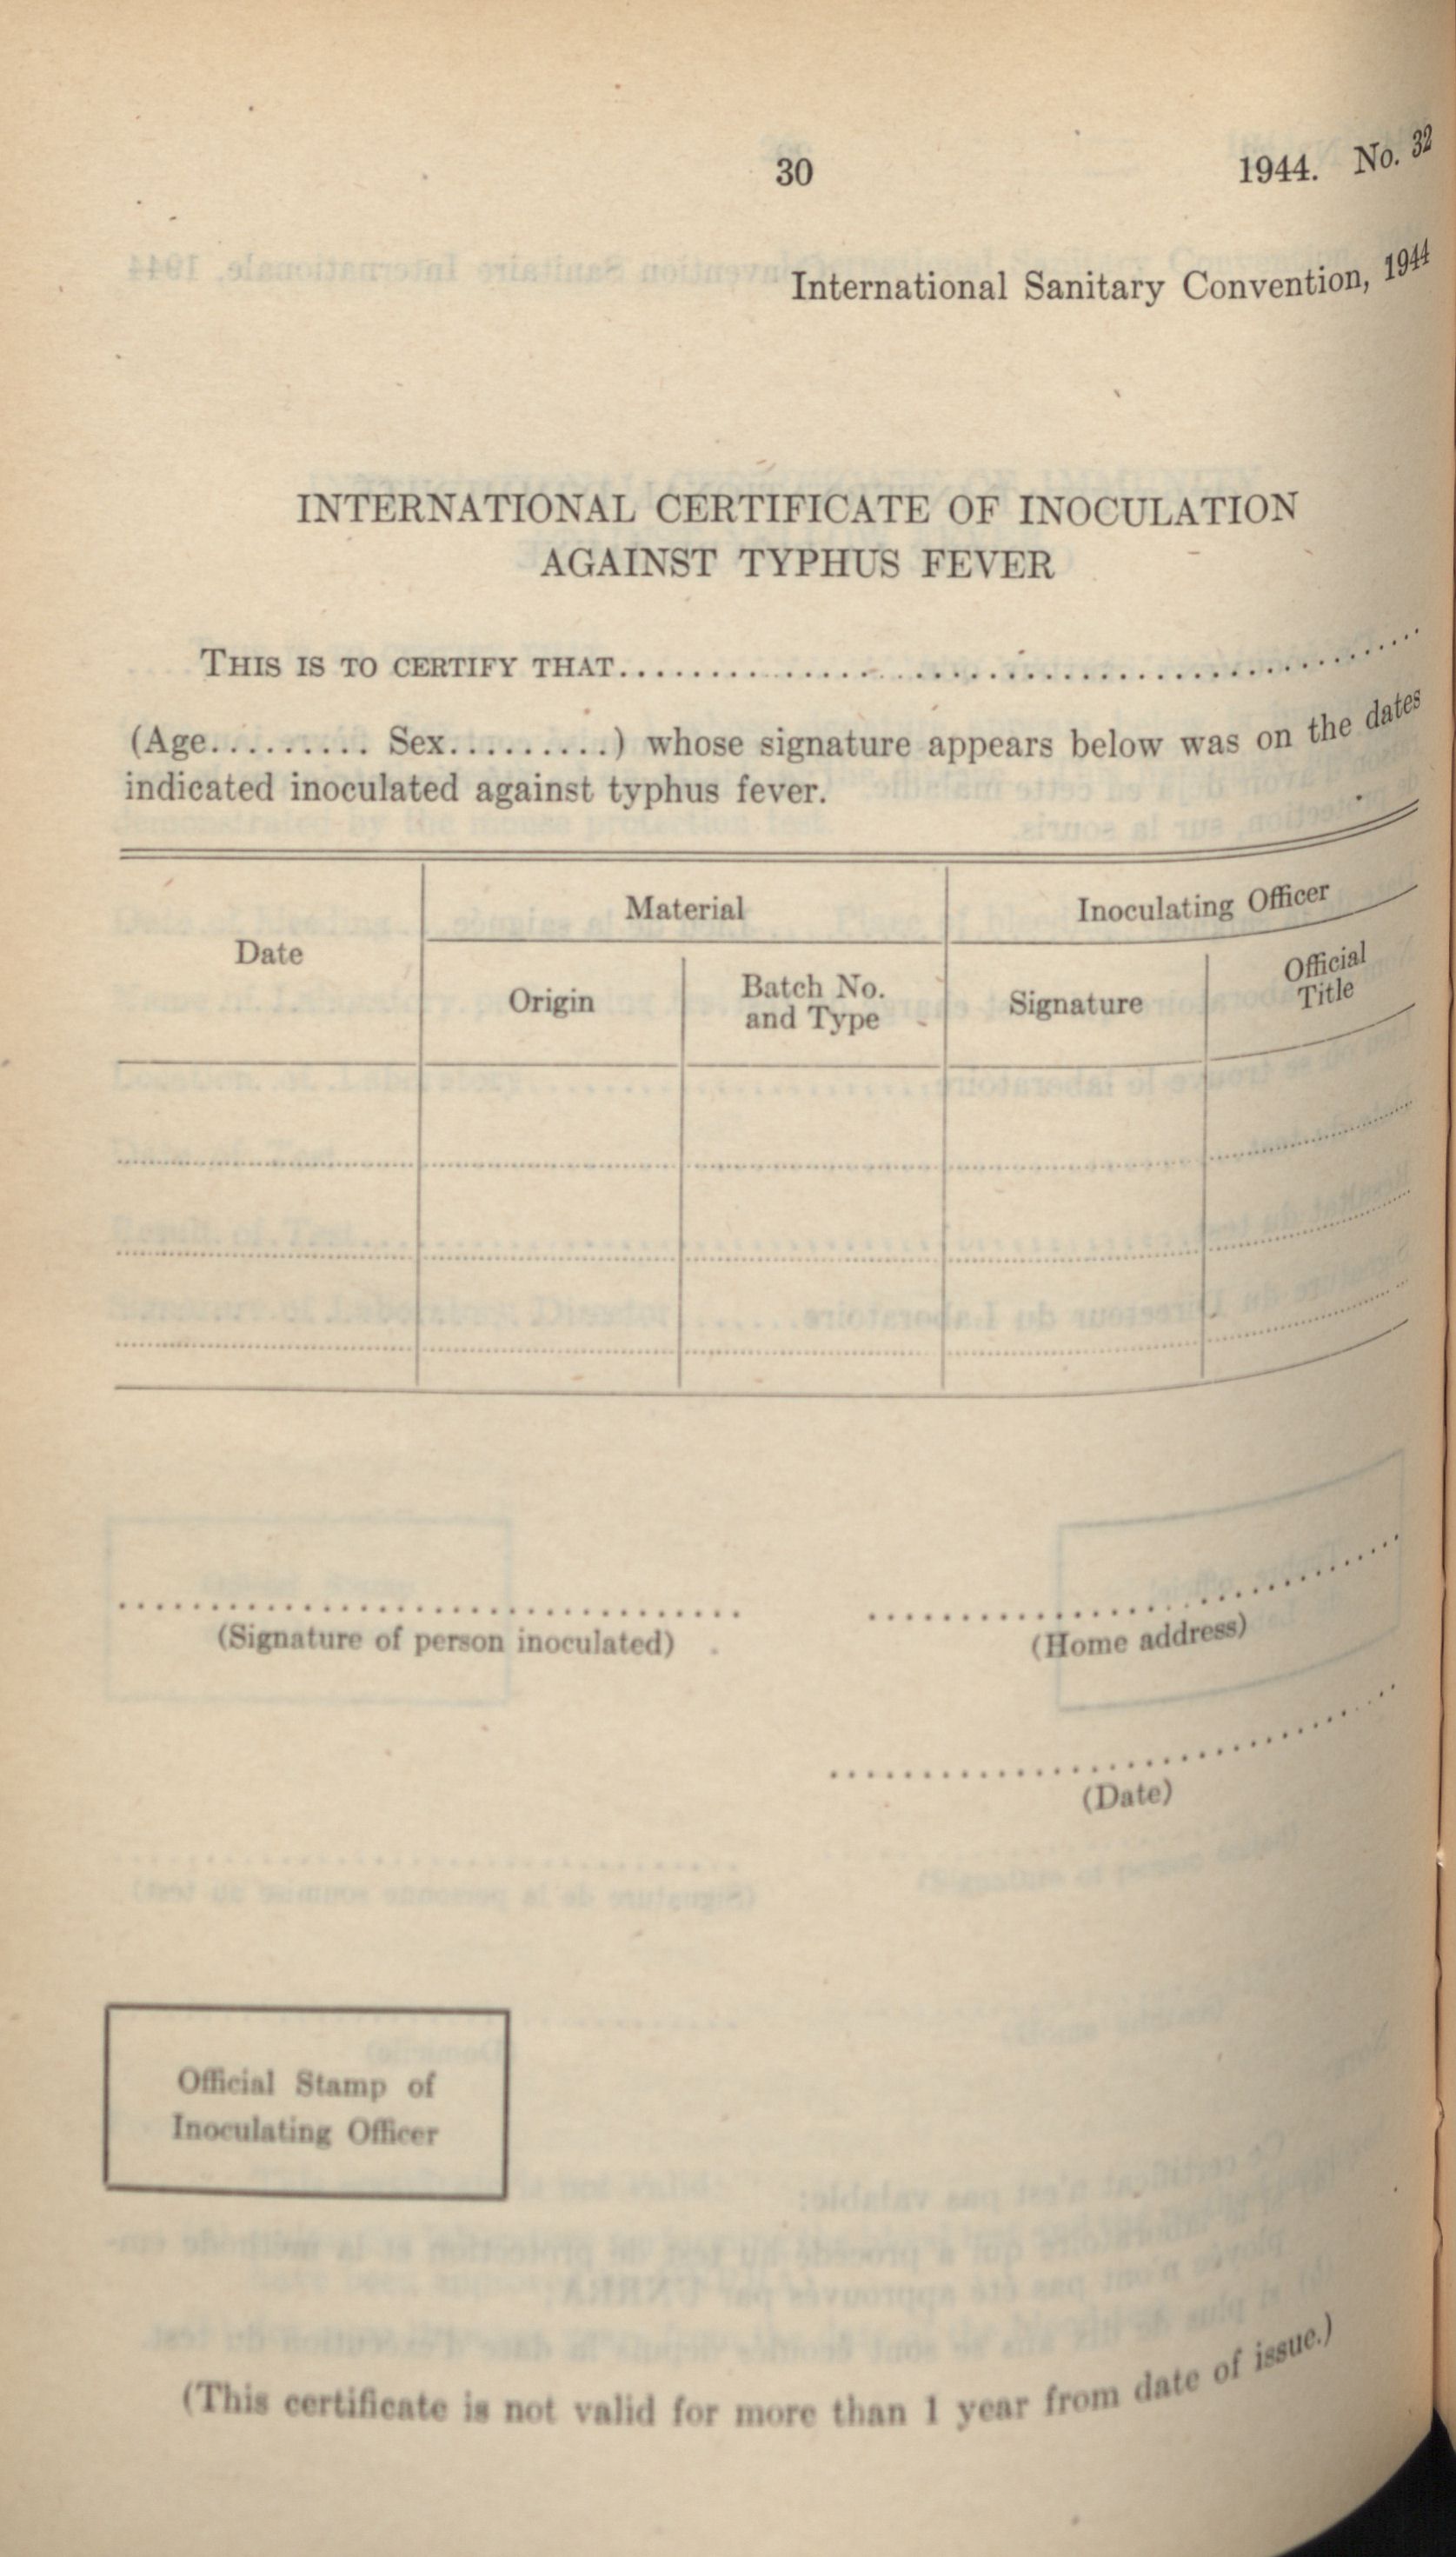 30 1944. No. 32
International Sanitary Convention, 1944
INTERNATIONAL CERTIFICATE OF INOCULATION
AGAINST TYPHUS FEVER
THIS IS TO CERTIFY THAT............................................
(Age......... Sex.........) whose signature appears below was on the dates
indicated inoculated against typhus fever.
Date
Material
Inoculating Officer
Origin
Batch No.
and Type
Signature
Official
Title
(Signature of person inoculated)
(Home address)
(Date)
Official Stamp of
Inoculating Officer
(This certificate is not valid for more than 1 year from date of issue.)